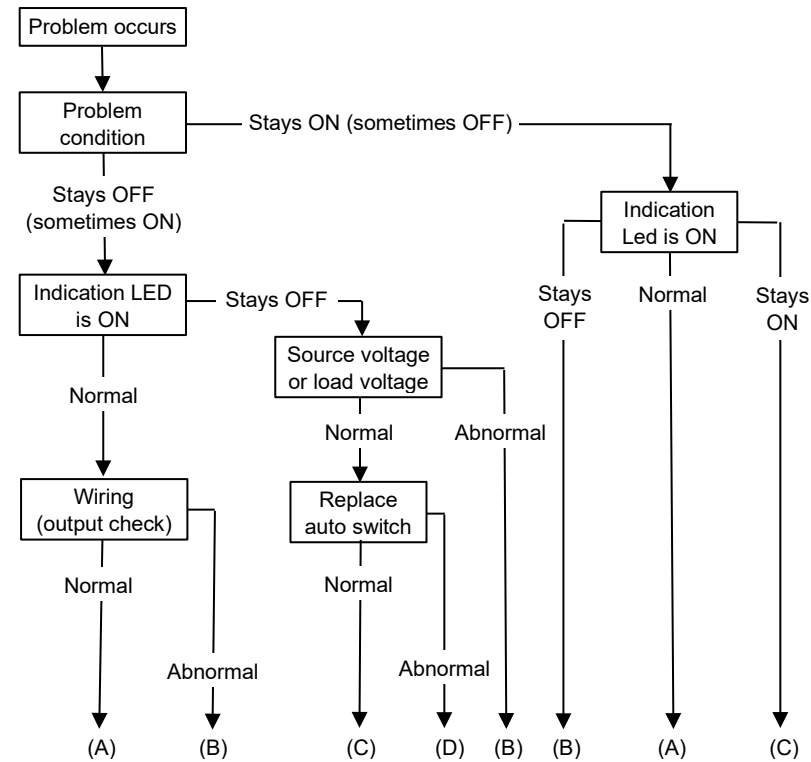 Problem occurs
Problem
condition
Stays ON (sometimes OFF)
Stays OFF
(sometimes ON)
Indication
Led is ON
Indication LED
is ON
Stays OFF
Stays
OFF
Normal
Stays
ON
Source voltage
or load voltage
Normal
Normal
Abnormal
Wiring
(output check)
Replace
auto switch
Normal
Normal
Abnormal
Abnormal
(A)
(B)
(C)
(D)
(B)
(B)
(A)
(C)